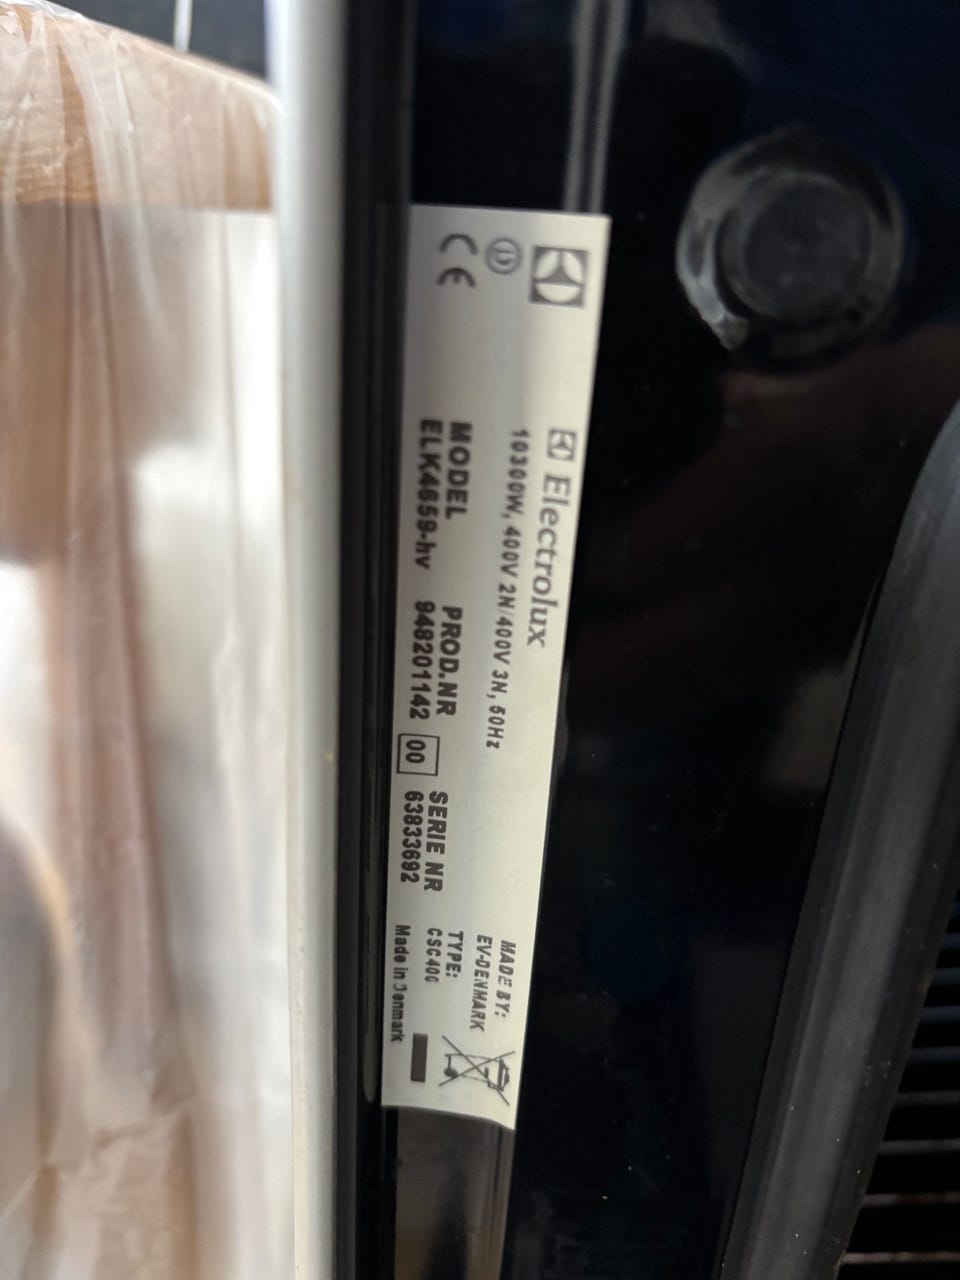 Electrolux
10300W, 400V 2N/400V 3N, 50Hz
MODEL PROD.NR SERIE NR
ELK4659-hv 948201142 00 63833692
MADE BY:
EV-DENMARK
TYPE:
CSC400
Made in Denmark
CE